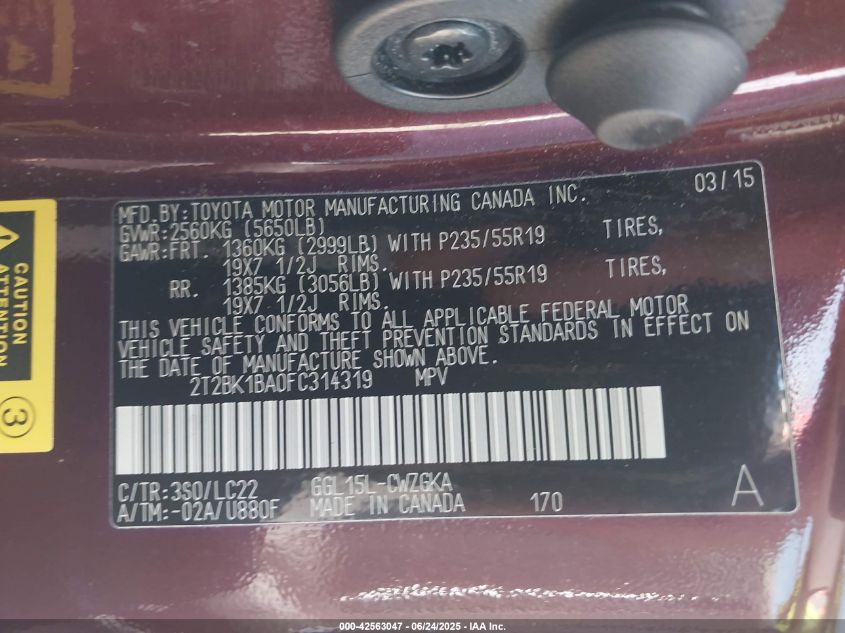 03/15
MFD. BY: TOYOTA MOTOR MANUFACTURING CANADA INC.
GVWR: 2560KG (5650LB)
GAWR: FRT. 1360KG (2999LB) WITH P235/55R19 TIRES,
19X7 1/2J RIMS.
RR. 1385KG (3056LB) WITH P235/55R19 TIRES,
19X7 1/2J RIMS.
THIS VEHICLE CONFORMS TO ALL APPLICABLE FEDERAL MOTOR
VEHICLE SAFETY AND THEFT PREVENTION STANDARDS IN EFFECT ON
THE DATE OF MANUFACTURE SHOWN ABOVE.
2T2BK1BA0FC314319 MPV
C/TR: 3S0/LC22 GGL15L-CWZGKA
A/TM: -02A/U880F MADE IN CANADA 170 A
CAUTION
ATTENTION
3
000-42563047 - 06/24/2025 - IAA Inc.